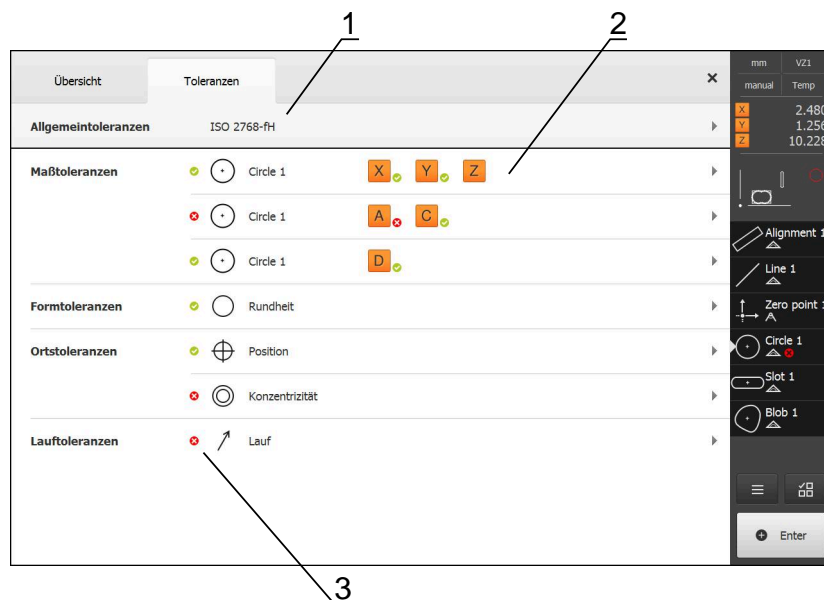 1 2
Übersicht Toleranzen
Allgemeintoleranzen ISO 2768-fH
Maßtoleranzen Circle 1 X Y Z
Circle 1 A C
Circle 1 D
Formtoleranzen Rundheit
Ortstoleranzen Position
Konzentrizität
Lauftoleranzen Lauf
3
mm VZ1
manual Temp
X 2.480
Y 1.256
Z 10.228
Alignment 1
Line 1
Zero point 1
Circle 1
Slot 1
Blob 1
Enter